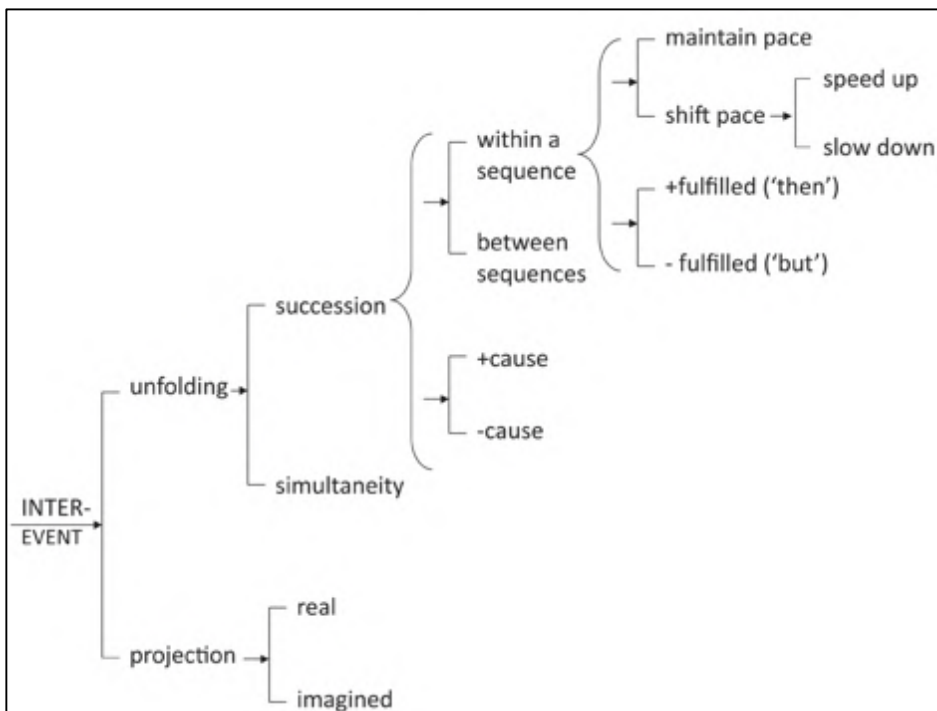 maintain pace
speed up
shift pace
slow down
within a
sequence
+fulfilled (‘then’)
- fulfilled (‘but’)
between
sequences
succession
+cause
unfolding
-cause
simultaneity
INTER-
EVENT
real
projection
imagined